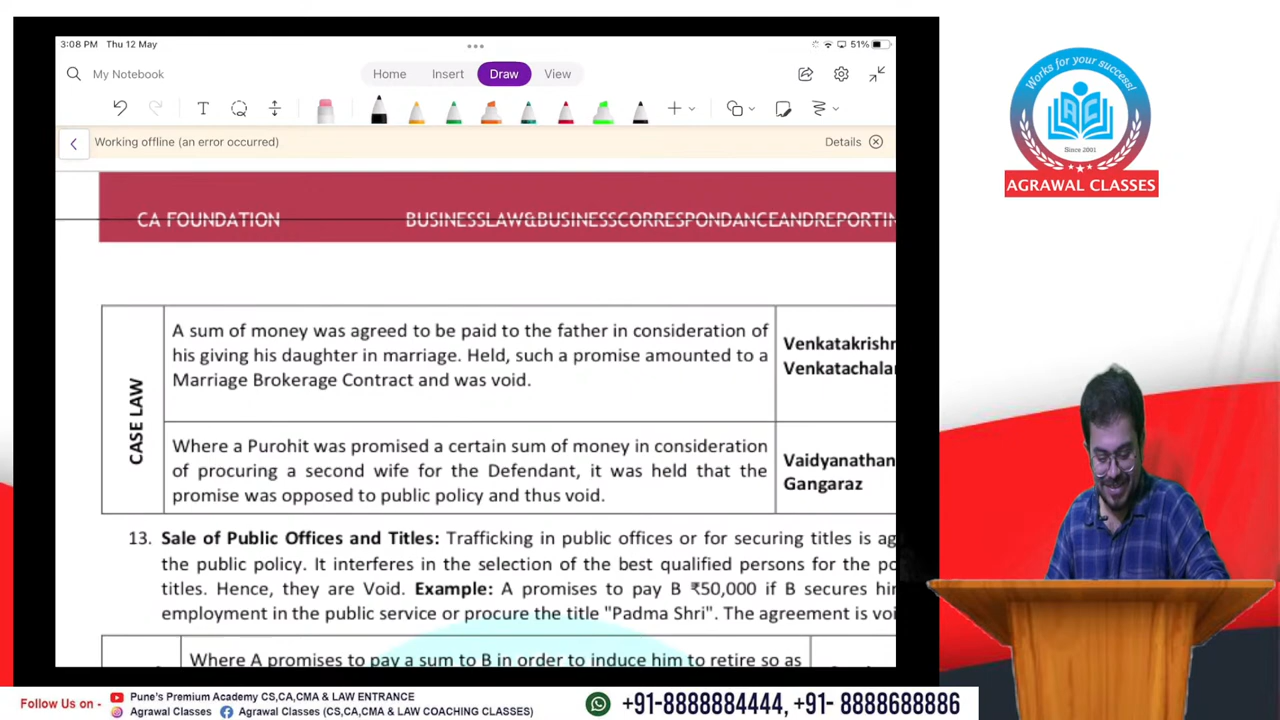 3:08 PM Thu 12 May
51%
My Notebook
Home
Insert
Draw
View
Working offline (an error occurred)
Details
CA FOUNDATION
BUSINESSLAW&BUSINESSCORRESPONDANCEANDREPORTIN
CASE LAW
A sum of money was agreed to be paid to the father in consideration of
his giving his daughter in marriage. Held, such a promise amounted to a
Marriage Brokerage Contract and was void.
Venkatakrishn
Venkatachala
Where a Purohit was promised a certain sum of money in consideration
of procuring a second wife for the Defendant, it was held that the
promise was opposed to public policy and thus void.
Vaidyanathan
Gangaraz
13. Sale of Public Offices and Titles: Trafficking in public offices or for securing titles is ag
the public policy. It interferes in the selection of the best qualified persons for the po
titles. Hence, they are Void. Example: A promises to pay B ₹50,000 if B secures hi
employment in the public service or procure the title "Padma Shri". The agreement is voi
Where A promises to pay a sum to B in order to induce him to retire so as
Works for your success!
AC
Since 2001
AGRAWAL CLASSES
Follow Us on -
Pune's Premium Academy CS,CA,CMA & LAW ENTRANCE
Agrawal Classes
Agrawal Classes (CS,CA,CMA & LAW COACHING CLASSES)
+91-8888884444, +91- 8888688886